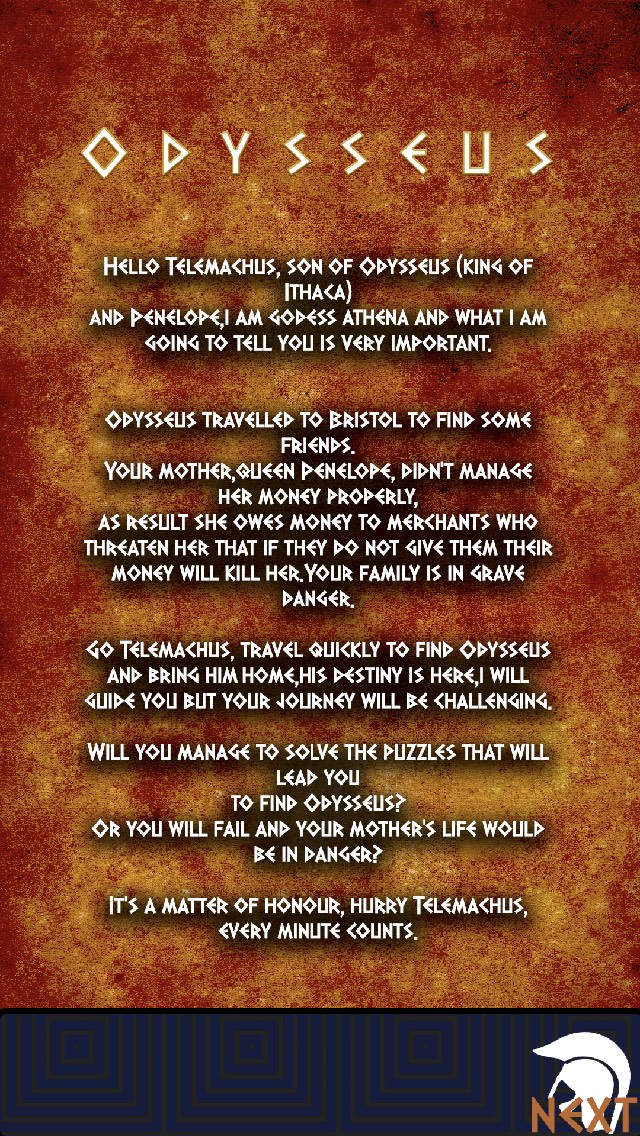 Odysseus
Hello Telemachus, son of Odysseus (king of
Ithaca)
and Penelope,i am godess athena and what i am
going to tell you is very important.
Odysseus travelled to Bristol to find some
friends.
Your mother,queen Penelope, didn't manage
her money properly,
as result she owes money to merchants who
threaten her that if they do not give them their
money will kill her.Your family is in grave
danger.
Go Telemachus, travel quickly to find Odysseus
and bring him home,his destiny is here,i will
guide you but your journey will be challenging.
Will you manage to solve the puzzles that will
lead you
to find Odysseus?
Or you will fail and your mother's life would
be in danger?
It's a matter of honour, hurry Telemachus,
every minute counts.
NEXT